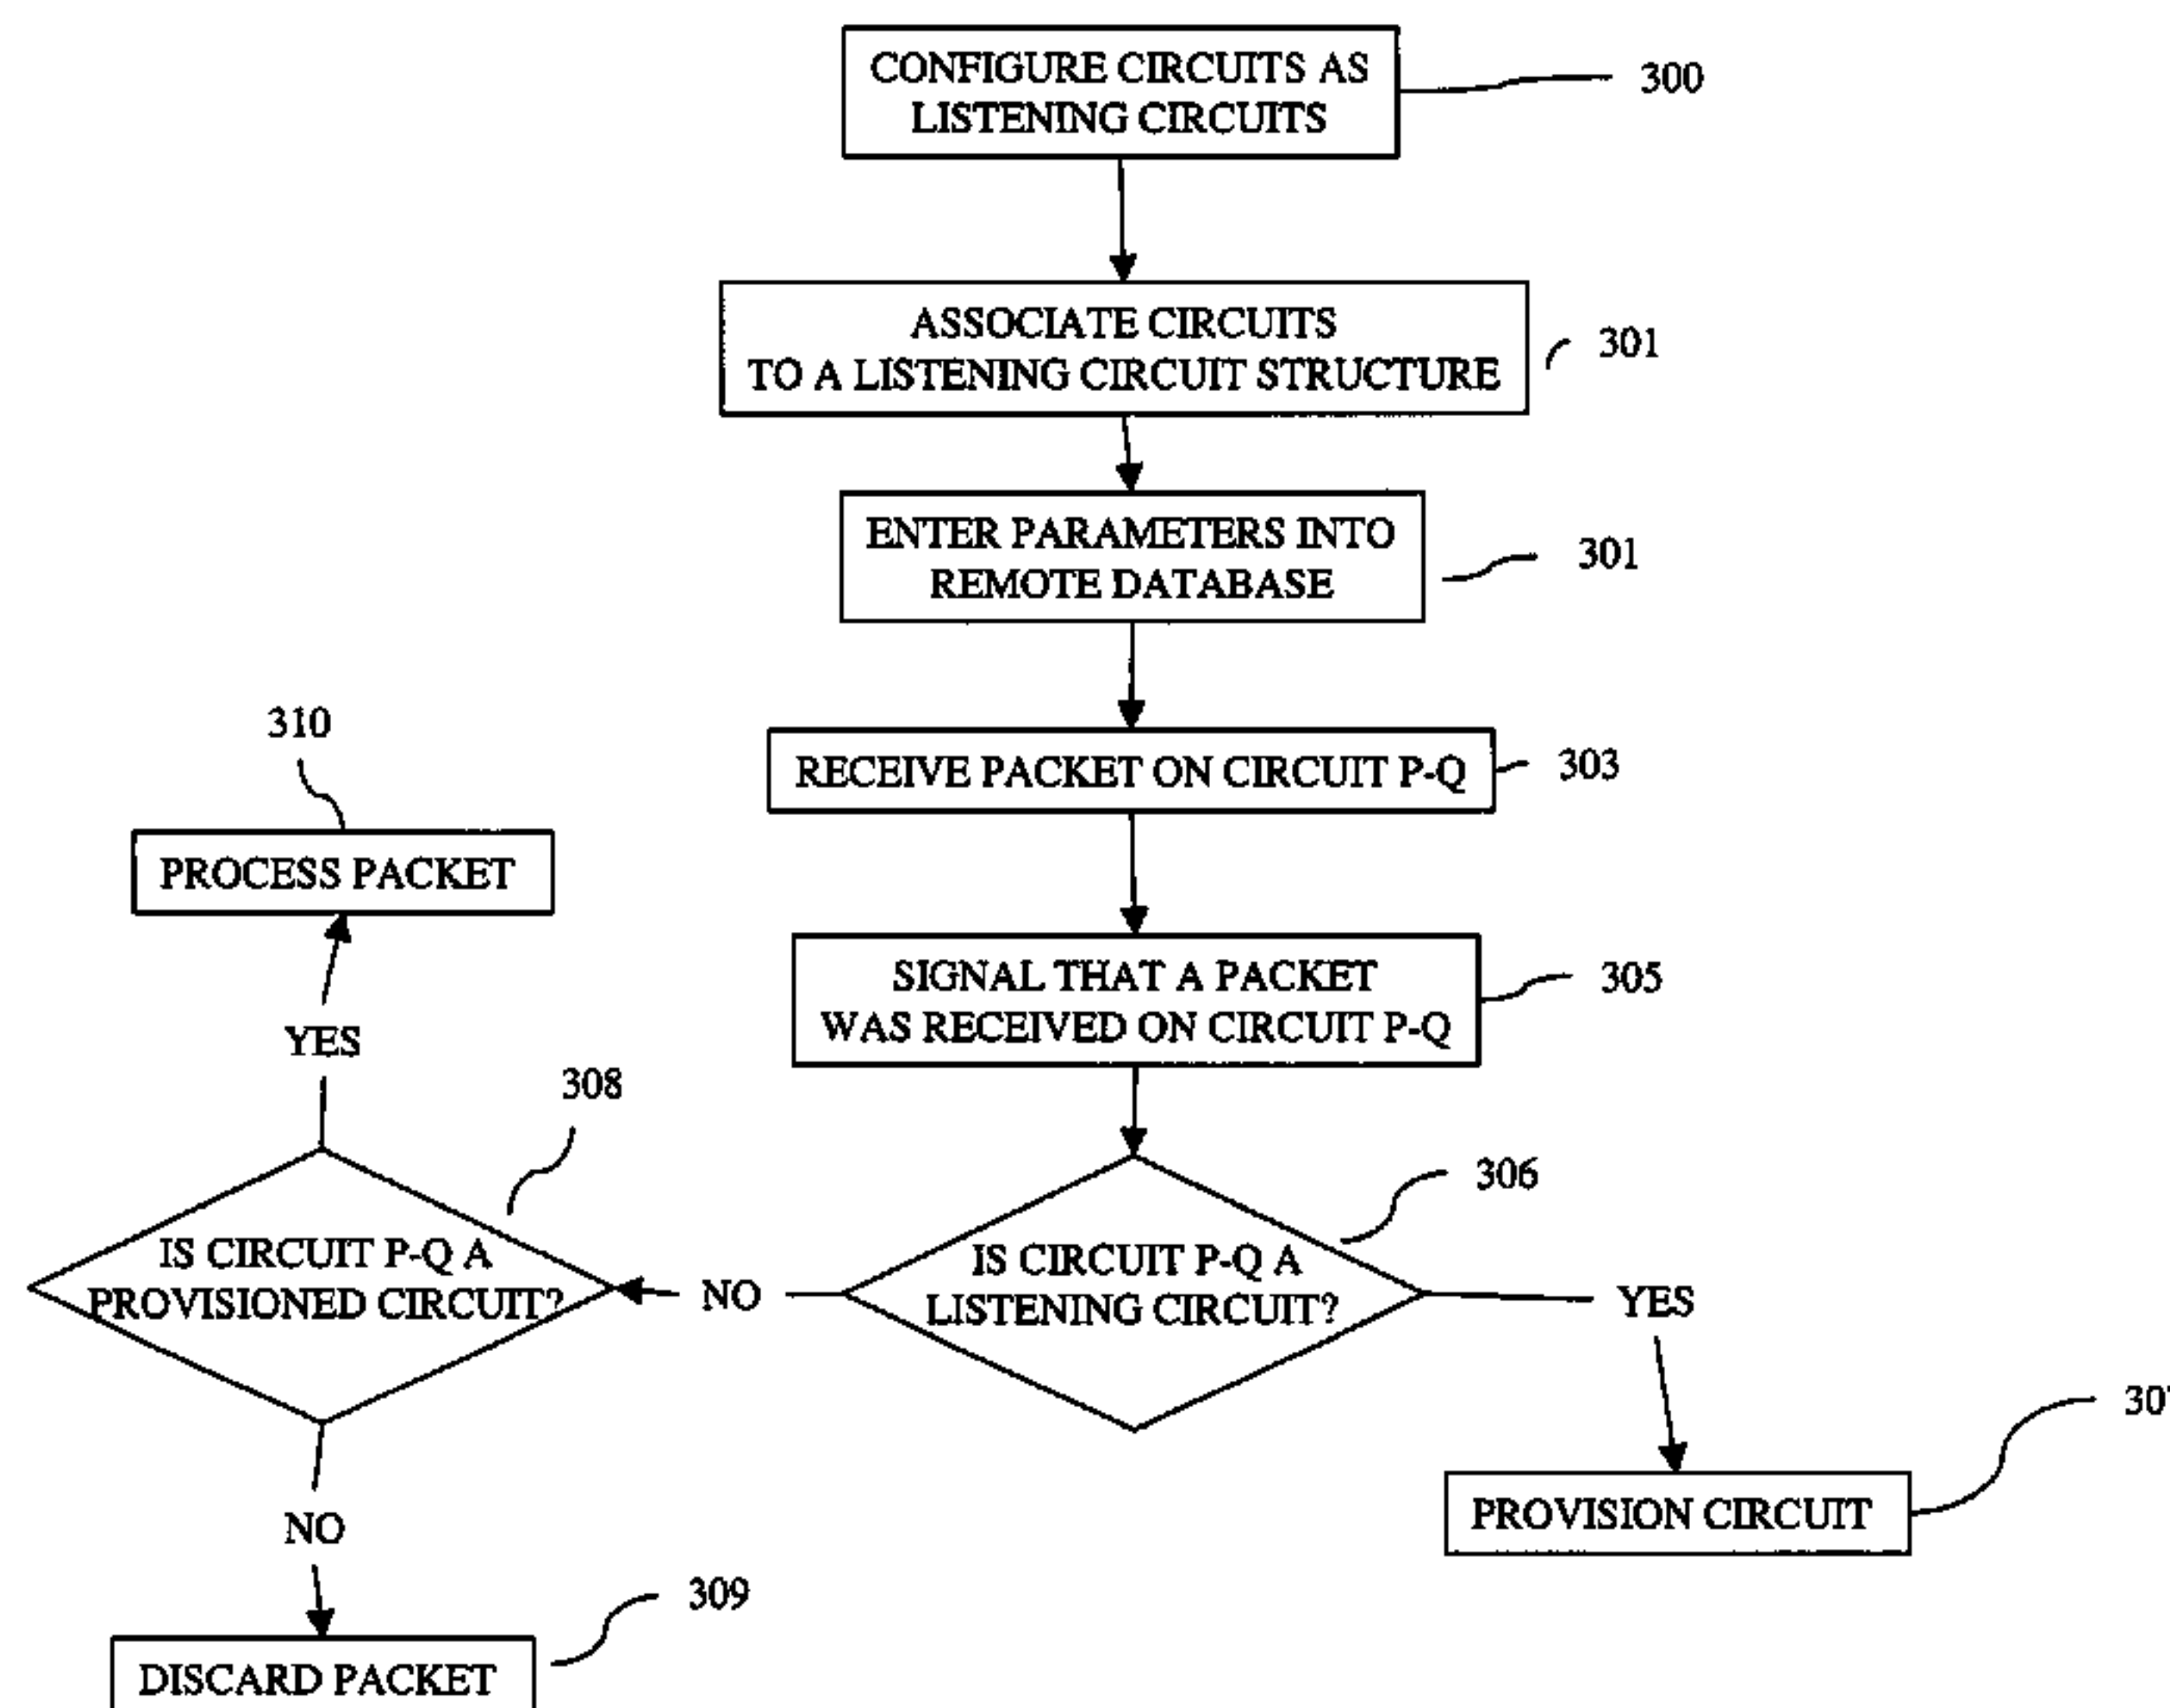 CONFIGURE CIRCUITS AS
LISTENING CIRCUITS
300
ASSOCIATE CIRCUITS
TO A LISTENING CIRCUIT STRUCTURE
301
ENTER PARAMETERS INTO
REMOTE DATABASE
301
RECEIVE PACKET ON CIRCUIT P-Q
303
SIGNAL THAT A PACKET
WAS RECEIVED ON CIRCUIT P-Q
305
IS CIRCUIT P-Q A
LISTENING CIRCUIT?
306
YES
PROVISION CIRCUIT
NO
IS CIRCUIT P-Q A
PROVISIONED CIRCUIT?
308
YES
PROCESS PACKET
310
NO
DISCARD PACKET
309